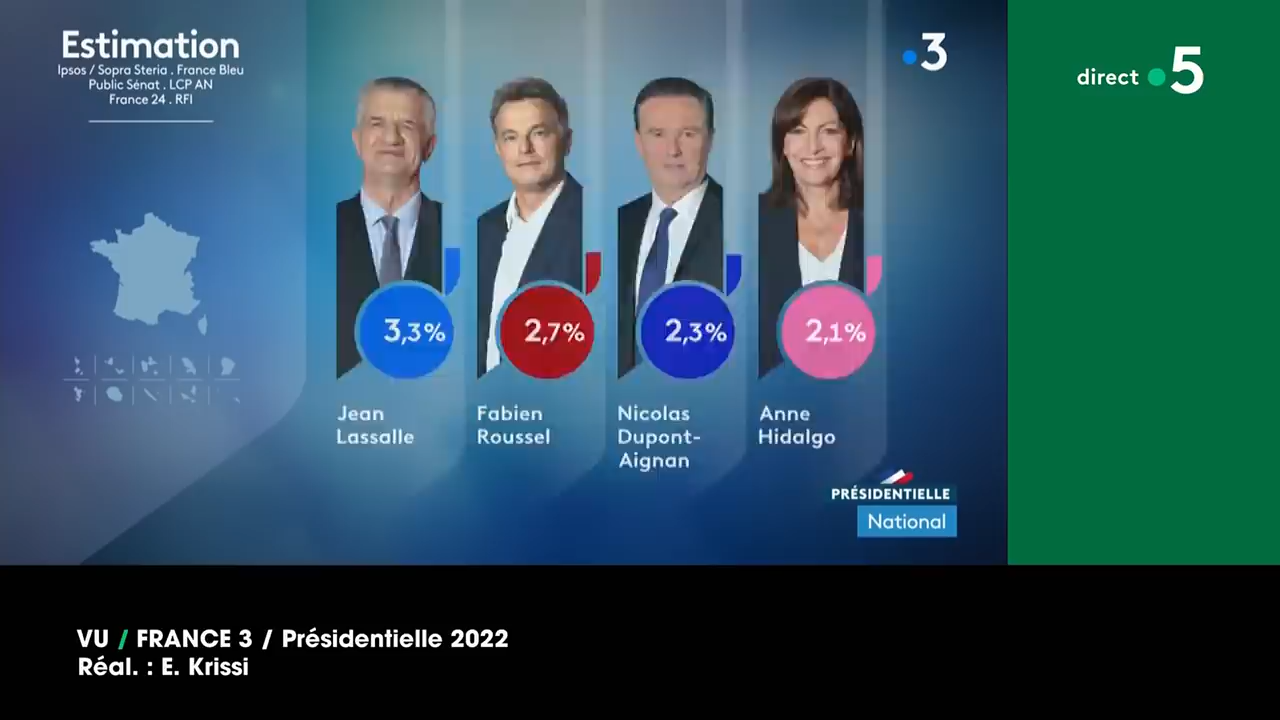 Estimation
Ipsos / Sopra Steria . France Bleu
Public Sénat . LCP AN
France 24 . RFI
3
direct 5
3,3%
2,7%
2,3%
2,1%
Jean
Lassalle
Fabien
Roussel
Nicolas
Dupont-
Aignan
Anne
Hidalgo
PRÉSIDENTIELLE
National
VU / FRANCE 3 / Présidentielle 2022
Réal. : E. Krissi